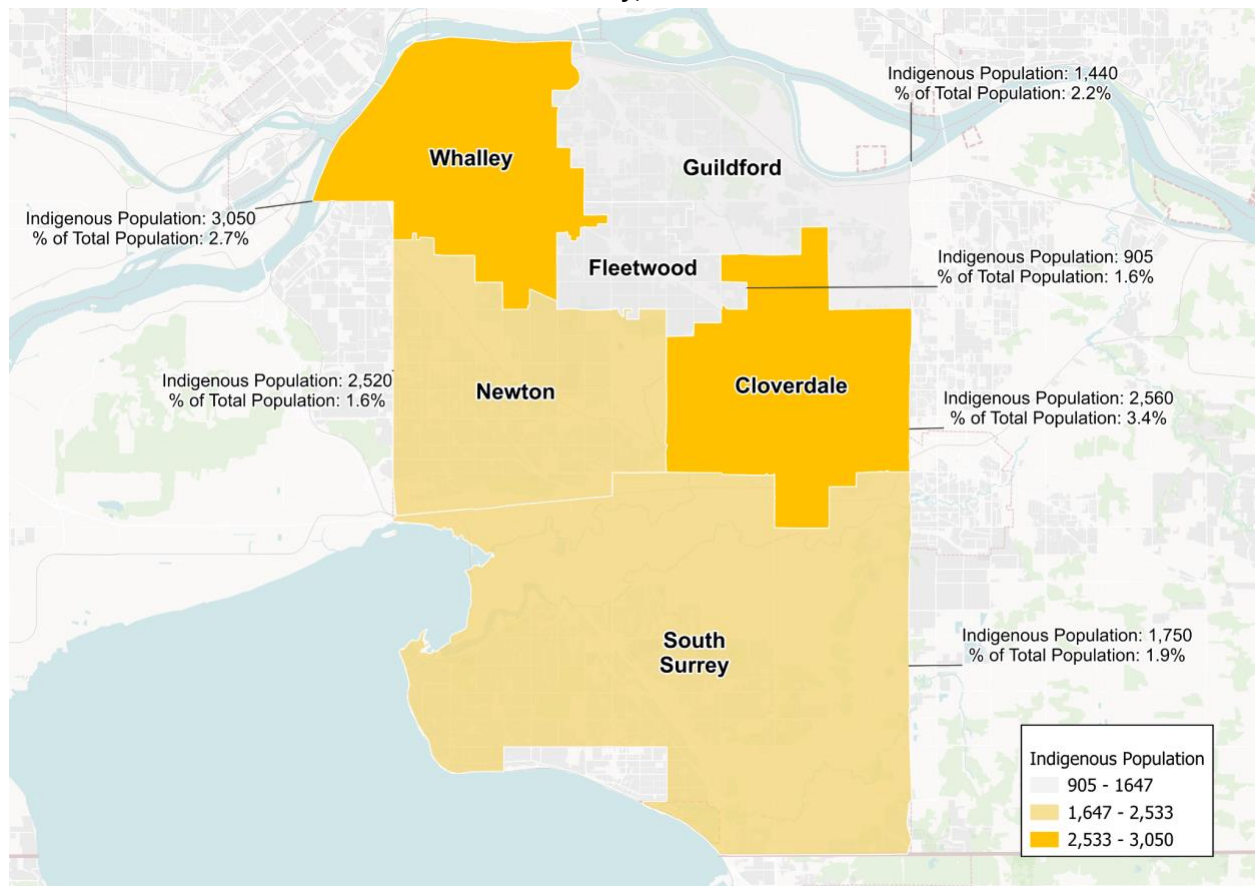 Indigenous Population: 1,440
% of Total Population: 2.2%
Whalley
Guildford
Indigenous Population: 3,050
% of Total Population: 2.7%
Fleetwood
Indigenous Population: 905
% of Total Population: 1.6%
Indigenous Population: 2,520
% of Total Population: 1.6%
Newton
Cloverdale
Indigenous Population: 2,560
% of Total Population: 3.4%
South
Surrey
Indigenous Population: 1,750
% of Total Population: 1.9%
Indigenous Population
905 - 1647
1,647 - 2,533
2,533 - 3,050